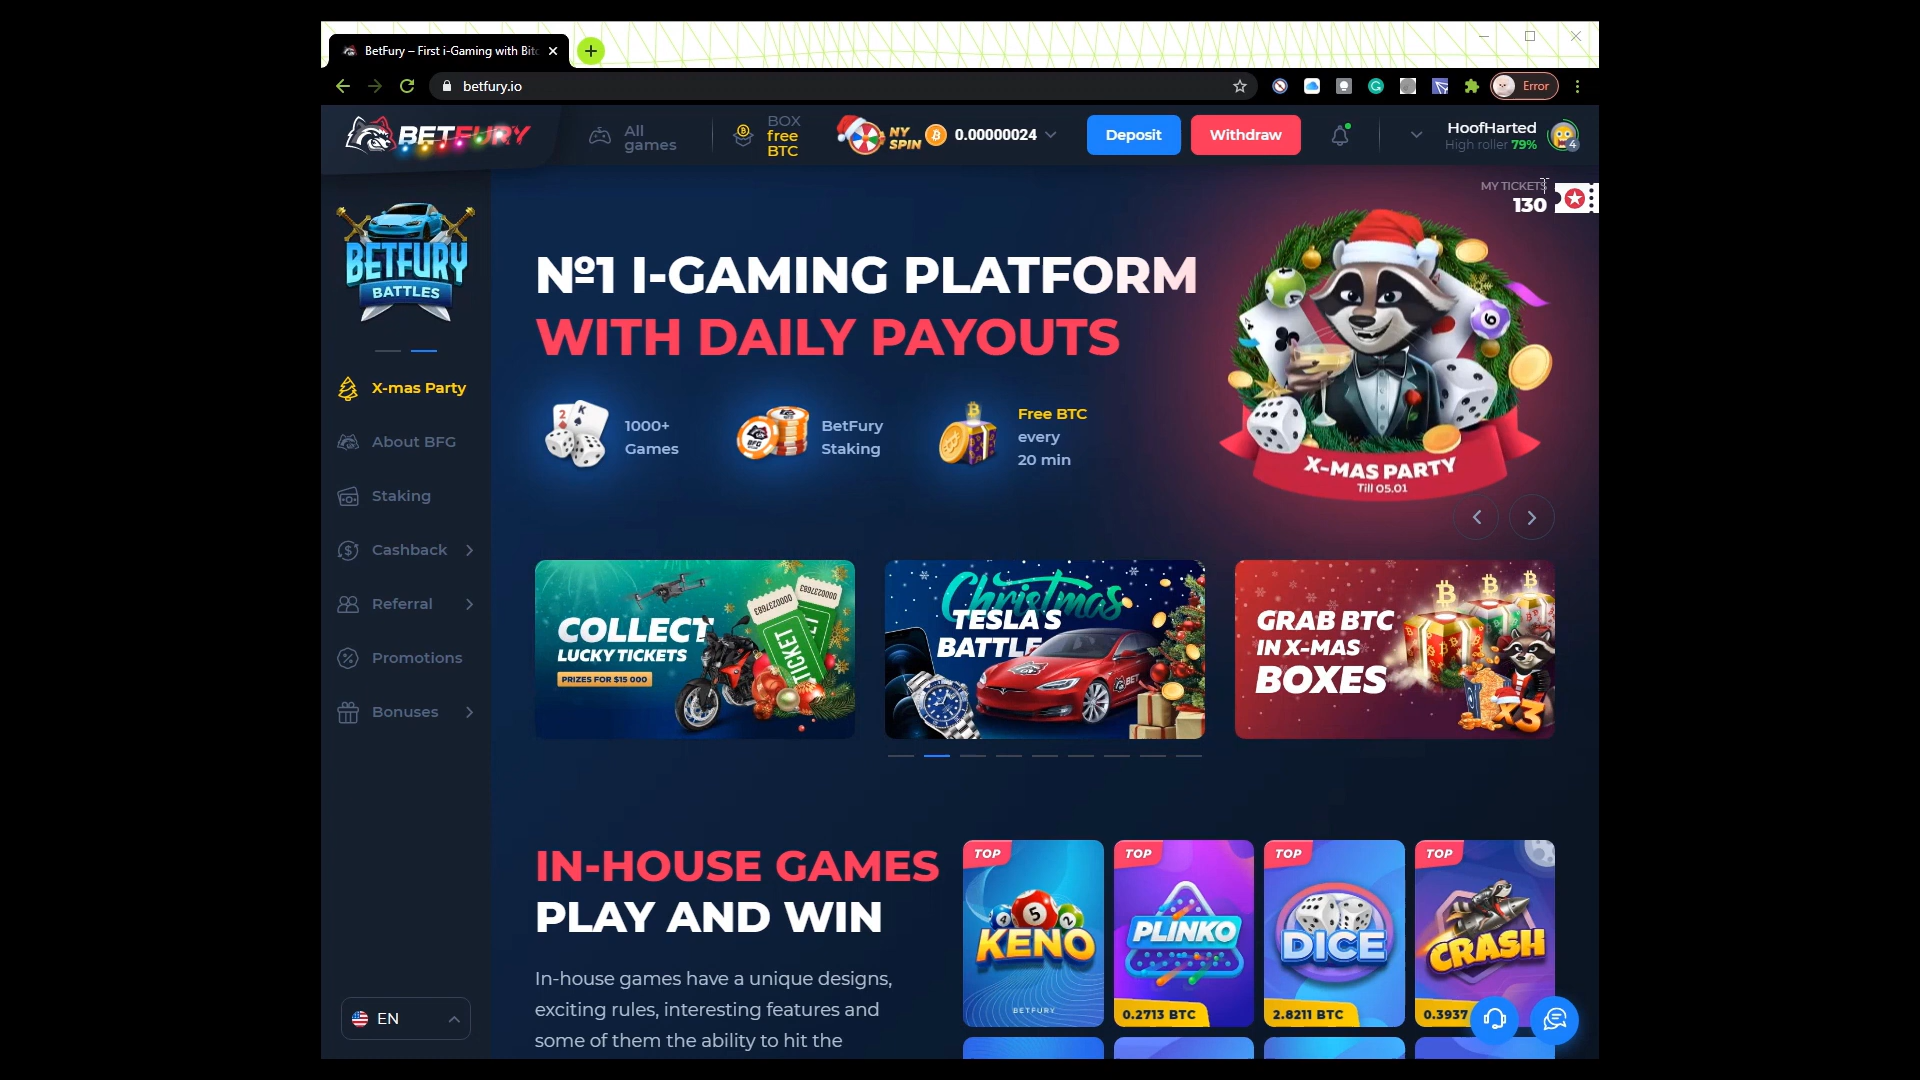 BetFury – First i-Gaming with Bitc
betfury.io
Error
BETFURY
All games
BOX free BTC
NY SPIN
0.00000024
Deposit
Withdraw
HoofHarted
High roller 79%
4
MY TICKETS
130
BETFURY
BATTLES
X-mas Party
About BFG
Staking
Cashback
Referral
Promotions
Bonuses
EN
№1 I-GAMING PLATFORM
WITH DAILY PAYOUTS
1000+
Games
BetFury
Staking
Free BTC
every
20 min
X-MAS PARTY
Till 05.01
COLLECT
LUCKY TICKETS
PRIZES FOR $15 000
TICKET
0000237683
0000237683
Christmas
TESLA'S
BATTLE
GRAB BTC
IN X-MAS
BOXES
X3
IN-HOUSE GAMES
PLAY AND WIN
In-house games have a unique designs,
exciting rules, interesting features and
some of them the ability to hit the
TOP
KENO
BETFURY
TOP
PLINKO
0.2713 BTC
TOP
DICE
2.8211 BTC
TOP
CRASH
0.3937